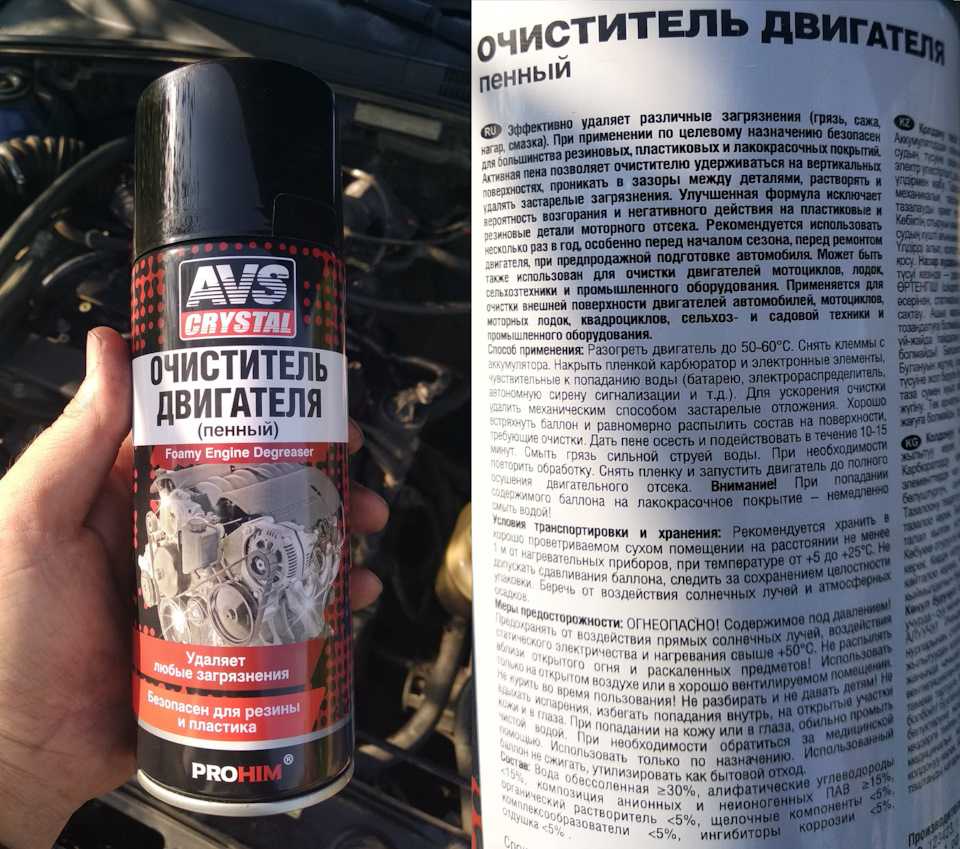 AVS
CRYSTAL
ОЧИСТИТЕЛЬ
ДВИГАТЕЛЯ
(пенный)
Foamy Engine Degreaser
Удаляет
любые загрязнения
Безопасен для резины
и пластика
PROHIM®
ОЧИСТИТЕЛЬ ДВИГАТЕЛЯ
пенный
RU Эффективно удаляет различные загрязнения (грязь, сажа,
нагар, смазка). При применении по целевому назначению безопасен
для большинства резиновых, пластиковых и лакокрасочных покрытий.
Активная пена позволяет очистителю удерживаться на вертикальных
поверхностях, проникать в зазоры между деталями, растворять и
удалять застарелые загрязнения. Улучшенная формула исключает
вероятность возгорания и негативного действия на пластиковые и
резиновые детали моторного отсека. Рекомендуется использовать
несколько раз в год, особенно перед началом сезона, перед ремонтом
двигателя, при предпродажной подготовке автомобиля. Может быть
также использован для очистки двигателей мотоциклов, лодок,
сельхозтехники и промышленного оборудования. Применяется для
очистки внешней поверхности двигателей автомобилей, мотоциклов,
моторных лодок, квадроциклов, сельхоз- и садовой техники и
промышленного оборудования.
Способ применения: Разогреть двигатель до 50-60°С. Снять клеммы с
аккумулятора. Накрыть пленкой карбюратор и электронные элементы,
чувствительные к попаданию воды (батарею, электрораспределитель,
автономную сирену сигнализации и т.д.). Для ускорения очистки
удалить механическим способом застарелые отложения. Хорошо
встряхнуть баллон и равномерно распылить состав на поверхности,
требующие очистки. Дать пене осесть и подействовать в течение 10-15
минут. Смыть грязь сильной струей воды. При необходимости
повторить обработку. Снять пленку и запустить двигатель до полного
осушения двигательного отсека. Внимание! При попадании
содержимого баллона на лакокрасочное покрытие – немедленно
смыть водой!
Условия транспортировки и хранения: Рекомендуется хранить в
хорошо проветриваемом сухом помещении на расстоянии не менее
1 м от нагревательных приборов, при температуре от +5 до +25°С. Не
допускать сдавливания баллона, следить за сохранением целостности
упаковки. Беречь от воздействия солнечных лучей и атмосферных
осадков.
Меры предосторожности: ОГНЕОПАСНО! Содержимое под давлением!
Предохранять от воздействия прямых солнечных лучей, воздействия
статического электричества и нагревания свыше +50°С. Не распылять
вблизи открытого огня и раскаленных предметов! Использовать
только на открытом воздухе или в хорошо вентилируемом помещении.
Не курить во время пользования! Не разбирать и не давать детям! Не
вдыхать испарения, избегать попадания внутрь, на открытые участки
кожи и в глаза. При попадании на кожу или в глаза, обильно промыть
чистой водой. При необходимости обратиться за медицинской
помощью. Использовать только по назначению. Использованный
баллон не сжигать, утилизировать как бытовой отход.
Состав: Вода обессоленная ≥30%, алифатические углеводороды
<15%, композиция анионных и неионогенных ПАВ ≥15%,
органический растворитель <5%, щелочные компоненты <5%,
комплексообразователи <5%, ингибиторы коррозии <5%,
отдушка <5%.
KZ
KG